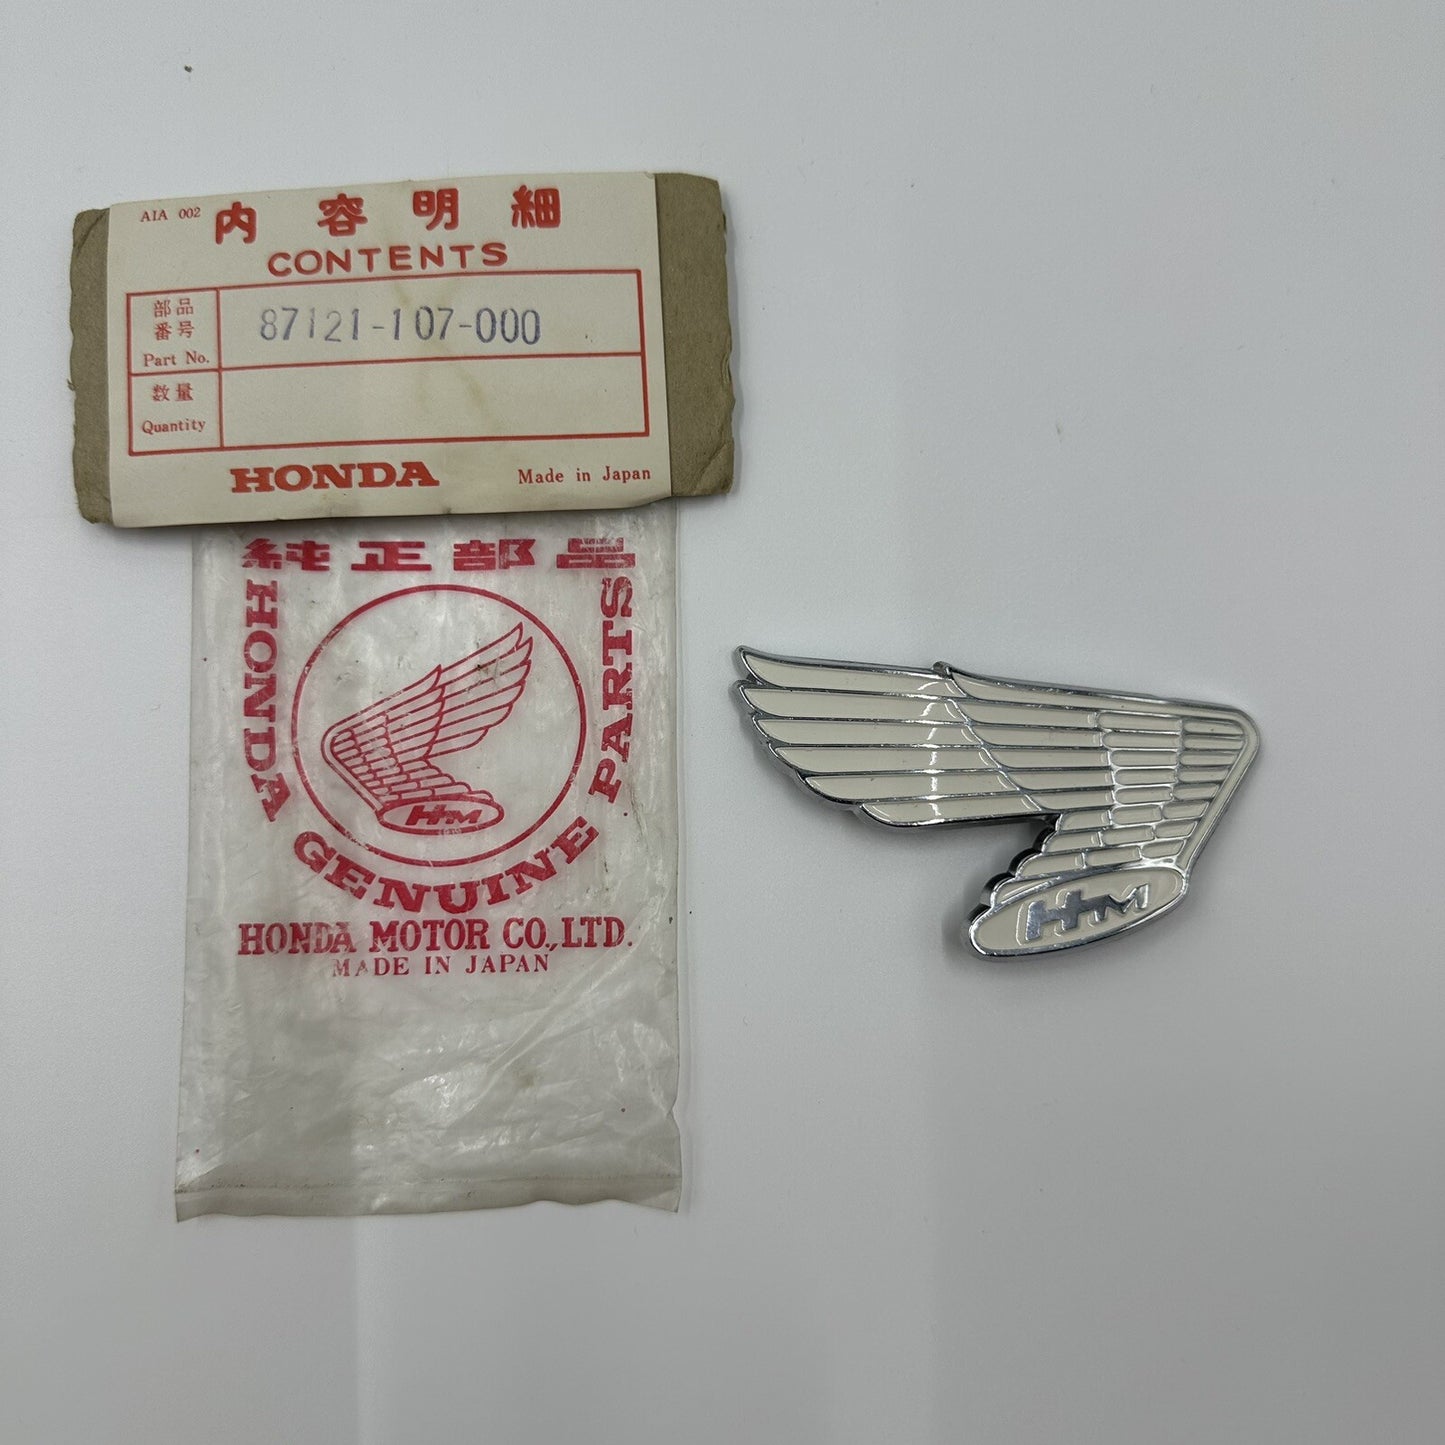 AIA 002
内容明細
CONTENTS
部品
番号
Part No.
87121-107-000
数量
Quantity
HONDA
Made in Japan
純正部品
HONDA GENUINE PARTS
HM
HONDA MOTOR CO., LTD.
MADE IN JAPAN
HM